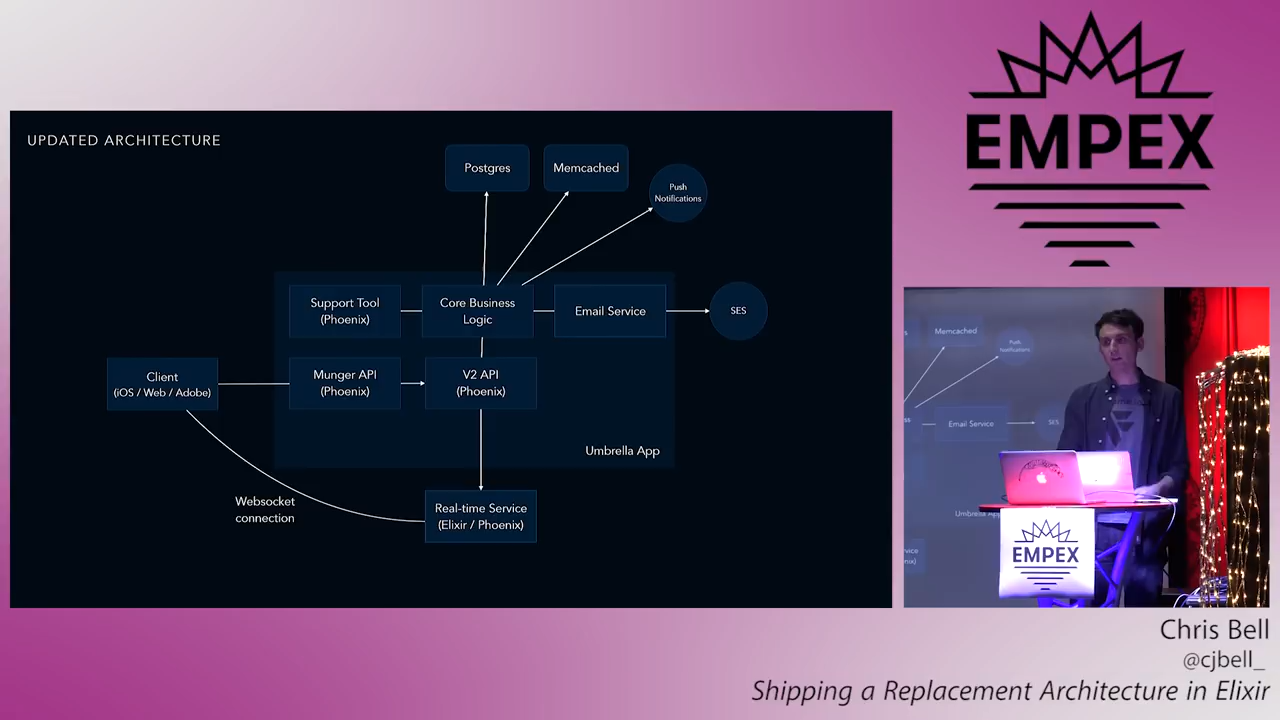 UPDATED ARCHITECTURE
Postgres
Memcached
Push
Notifications
Support Tool
(Phoenix)
Core Business
Logic
Email Service
SES
Client
(iOS / Web / Adobe)
Munger API
(Phoenix)
V2 API
(Phoenix)
Umbrella App
Websocket
connection
Real-time Service
(Elixir / Phoenix)
EMPEX
Memcached
Push
Notifications
Email Service
SES
Umbrella App
EMPEX
Chris Bell
@cjbell_
Shipping a Replacement Architecture in Elixir